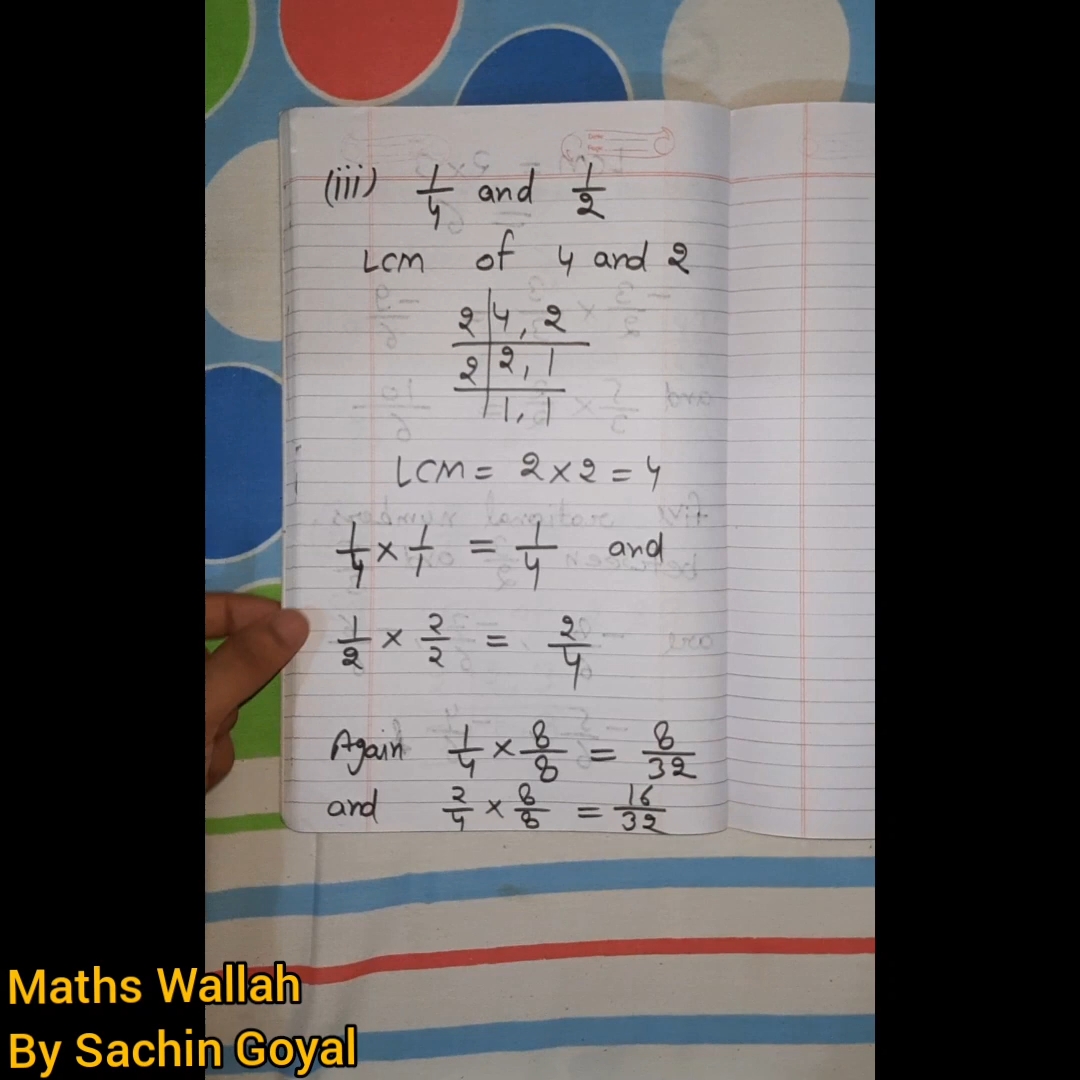 (iii) 1/4 and 1/2
LCM of 4 and 2
2 | 4, 2
2 | 2, 1
| 1, 1
LCM = 2 × 2 = 4
1/4 × 1/1 = 1/4 and
1/2 × 2/2 = 2/4
Again 1/4 × 8/8 = 8/32
and 2/4 × 8/8 = 16/32
Maths Wallah
By Sachin Goyal